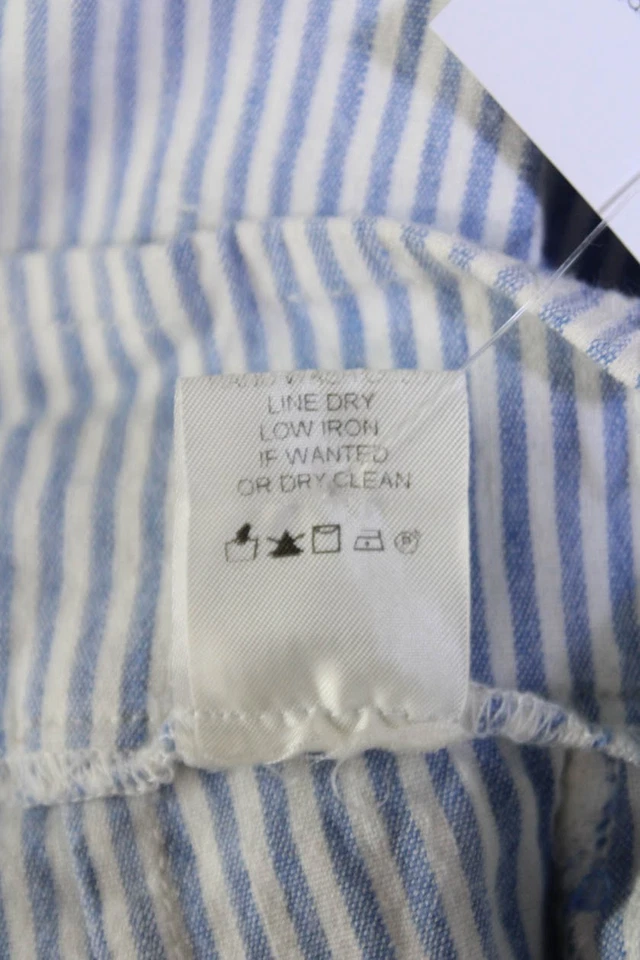 LINE DRY
LOW IRON
IF WANTED
OR DRY CLEAN